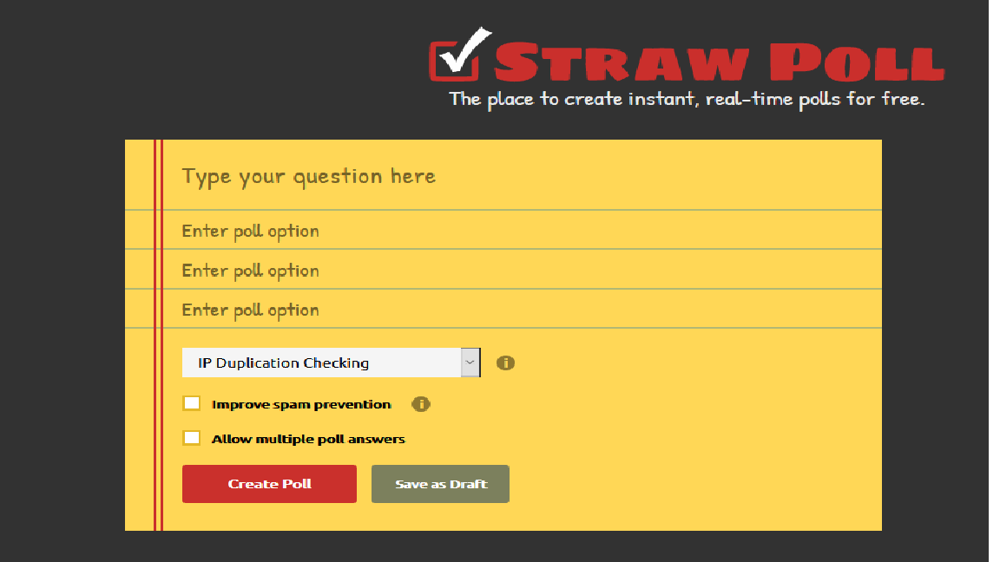 STRAW POLL
The place to create instant, real-time polls for free.
Type your question here
Enter poll option
Enter poll option
Enter poll option
IP Duplication Checking
i
Improve spam prevention
i
Allow multiple poll answers
Create Poll
Save as Draft